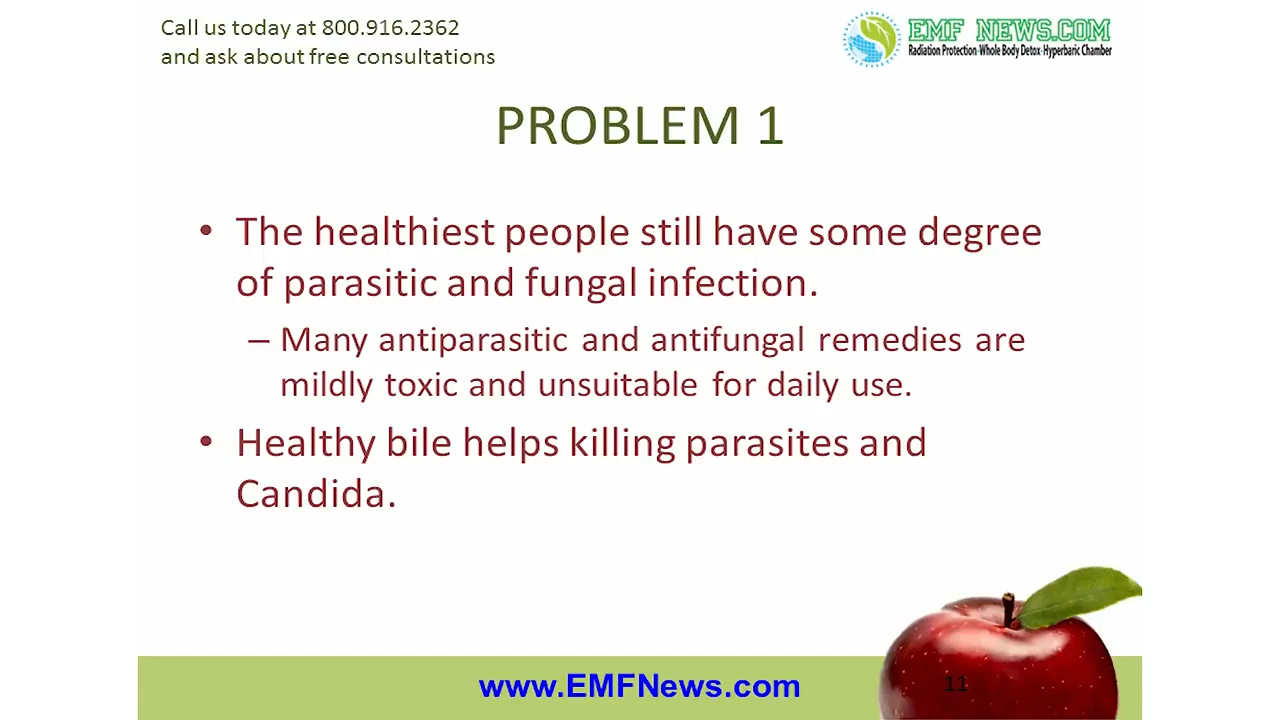 Call us today at 800.916.2362
and ask about free consultations
EMF NEWS.COM
Radiation Protection-Whole Body Detox-Hyperbaric Chamber
PROBLEM 1
• The healthiest people still have some degree
of parasitic and fungal infection.
– Many antiparasitic and antifungal remedies are
mildly toxic and unsuitable for daily use.
• Healthy bile helps killing parasites and
Candida.
www.EMFNews.com
11